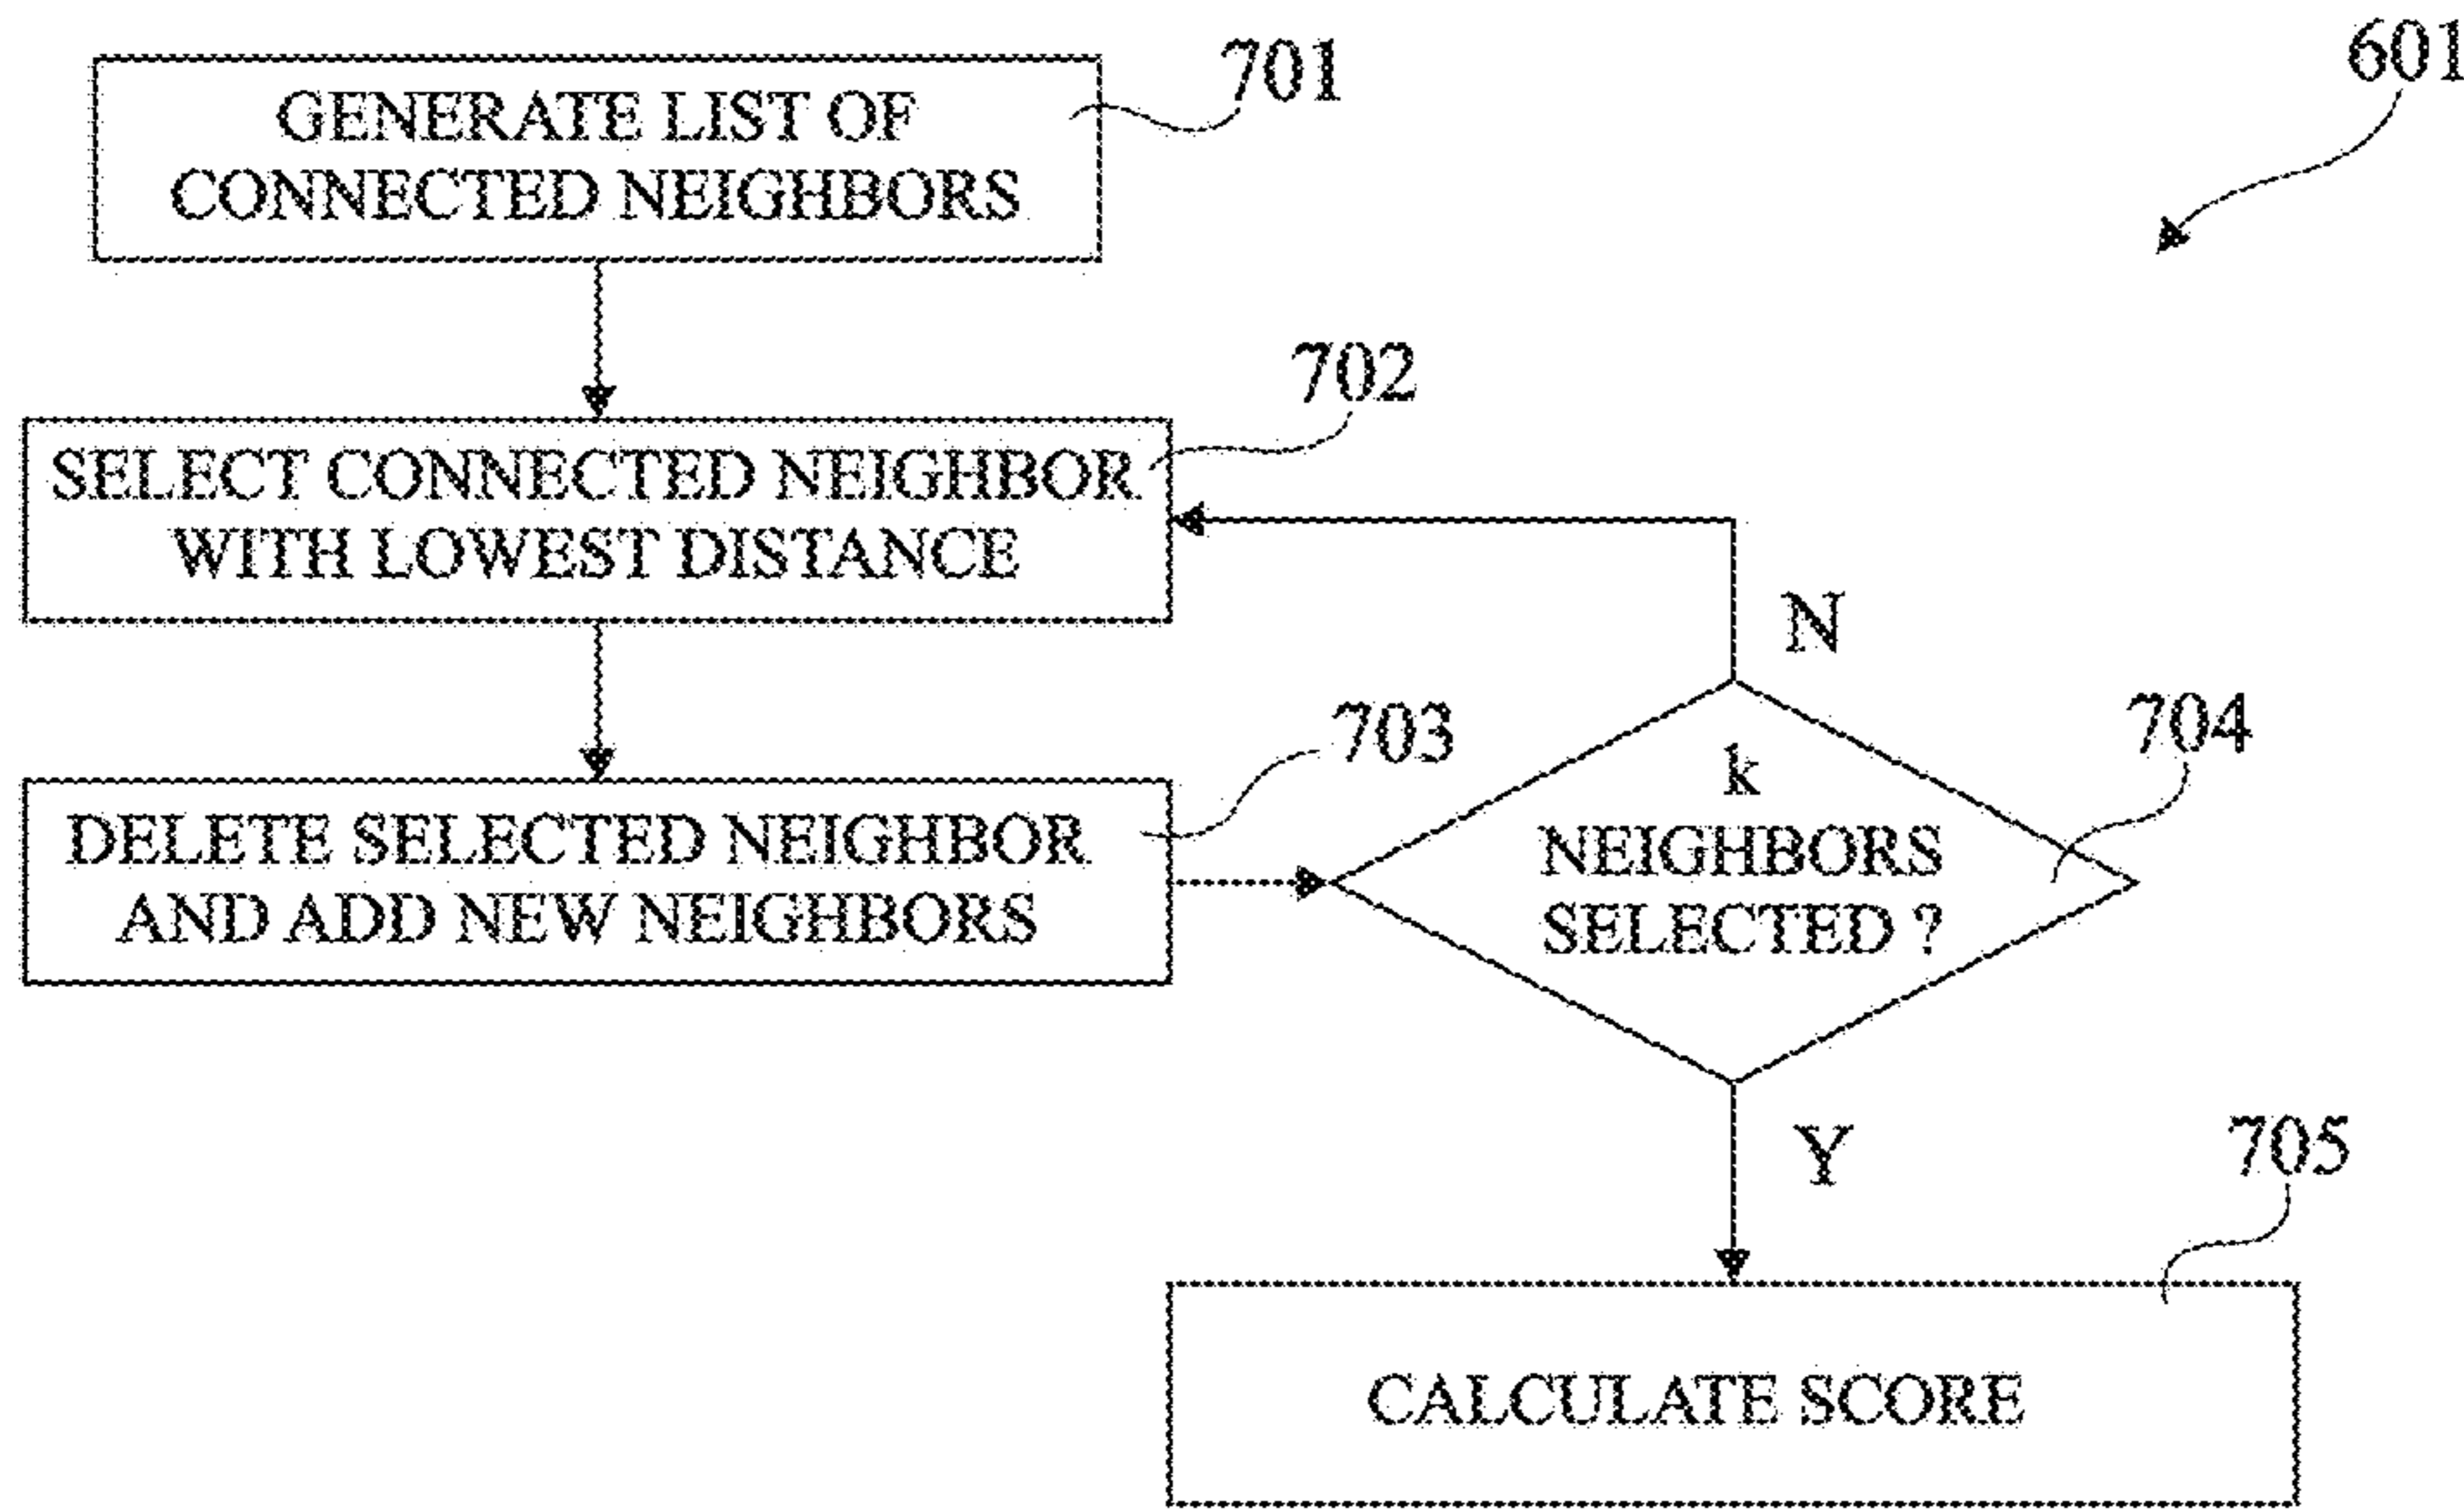 701
601
GENERATE LIST OF
CONNECTED NEIGHBORS
702
SELECT CONNECTED NEIGHBOR
WITH LOWEST DISTANCE
N
703
704
DELETE SELECTED NEIGHBOR
AND ADD NEW NEIGHBORS
k
NEIGHBORS
SELECTED ?
Y
705
CALCULATE SCORE